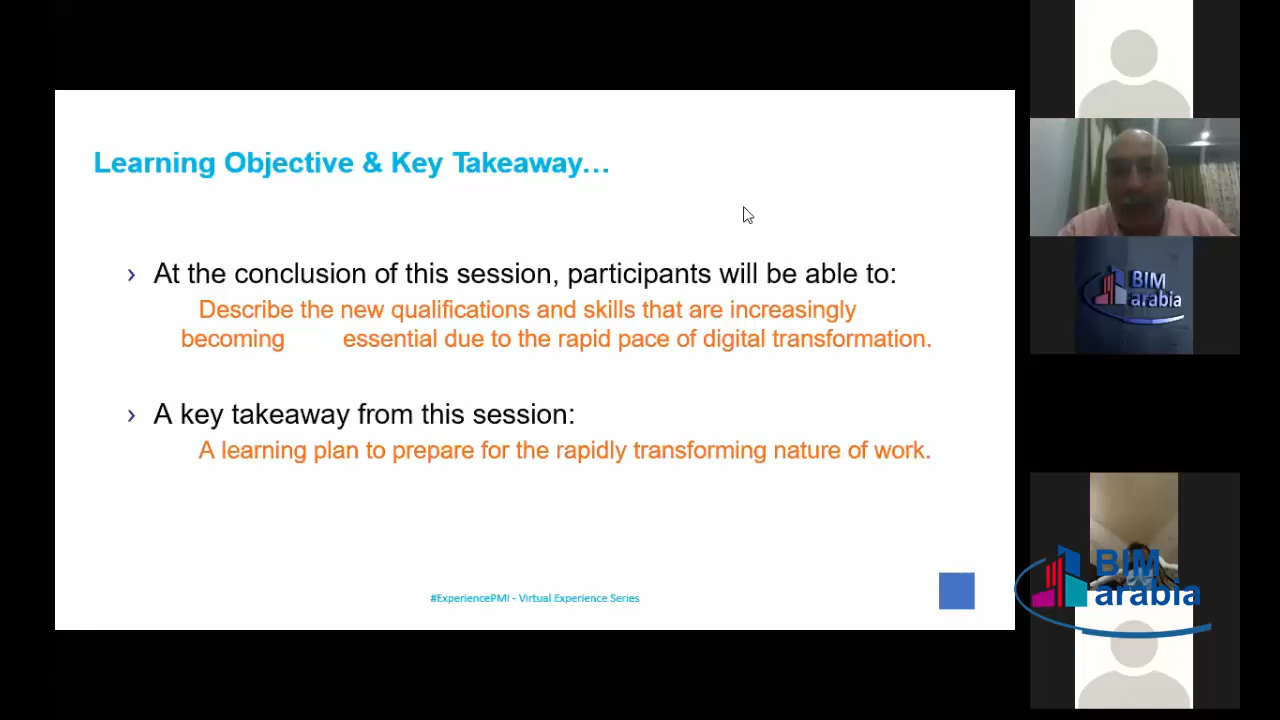 Learning Objective & Key Takeaway…
› At the conclusion of this session, participants will be able to:
Describe the new qualifications and skills that are increasingly
becoming essential due to the rapid pace of digital transformation.
› A key takeaway from this session:
A learning plan to prepare for the rapidly transforming nature of work.
#ExperiencePMI - Virtual Experience Series
BIM
arabia
BIM
arabia